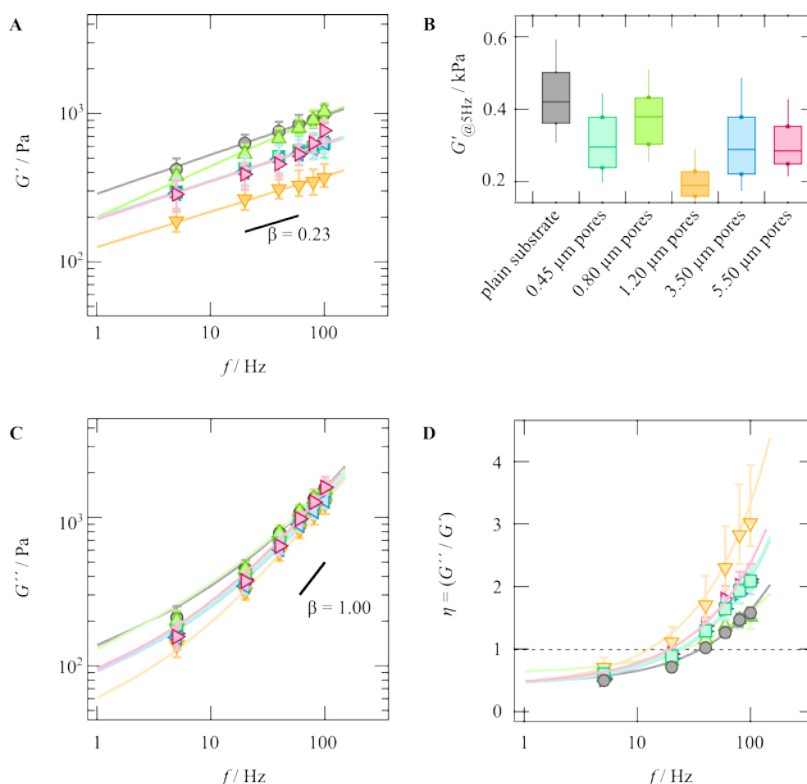 A
G′ / Pa
10³
10²
β = 0.23
1
10
100
f / Hz
B
G′@5Hz / kPa
0.6
0.4
0.2
plain substrate
0.45 µm pores
0.80 µm pores
1.20 µm pores
3.50 µm pores
5.50 µm pores
C
G′′ / Pa
10³
10²
β = 1.00
1
10
100
f / Hz
D
η = (G′′ / G′)
4
3
2
1
0
1
10
100
f / Hz